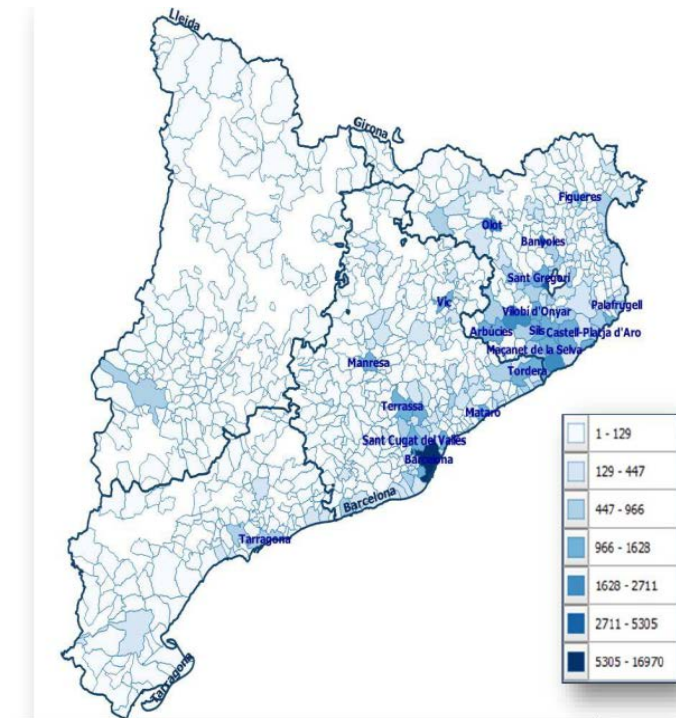 Lleida
Girona
Figueres
Olot
Banyoles
Sant Gregori
Vic
Vilobí d'Onyar
Palafrugell
Arbúcies
Sils
Castell-Platja d'Aro
Maçanet de la Selva
Manresa
Tordera
Terrassa
Mataró
Sant Cugat del Vallès
Barcelona
Barcelona
Tarragona
Tarragona
1 - 129
129 - 447
447 - 966
966 - 1628
1628 - 2711
2711 - 5305
5305 - 16970